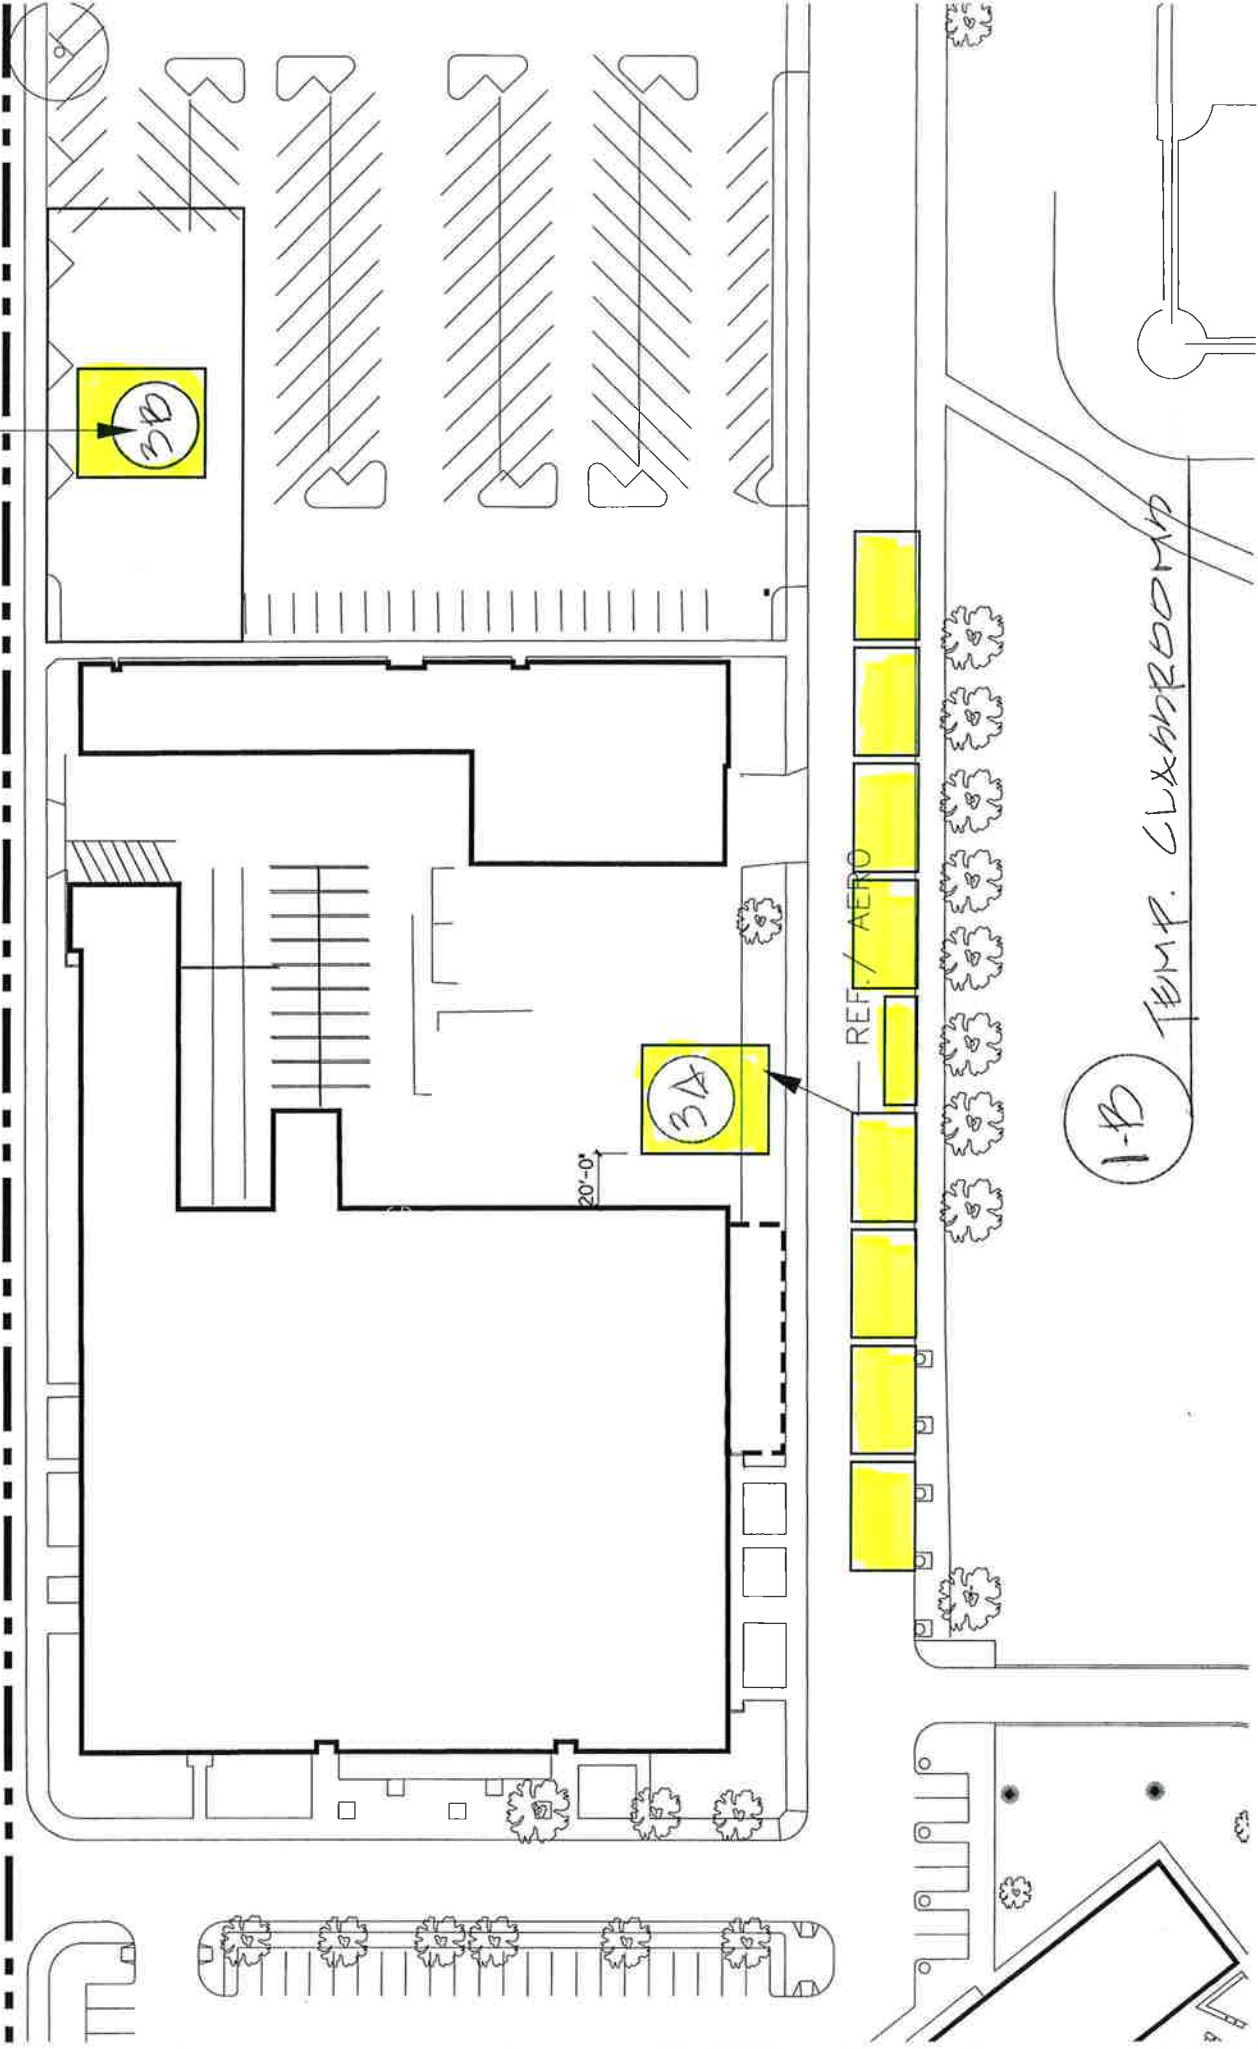 3B
REF. / AERO
3A
20'-0"
1-B
TEMP. CLASSROOMS